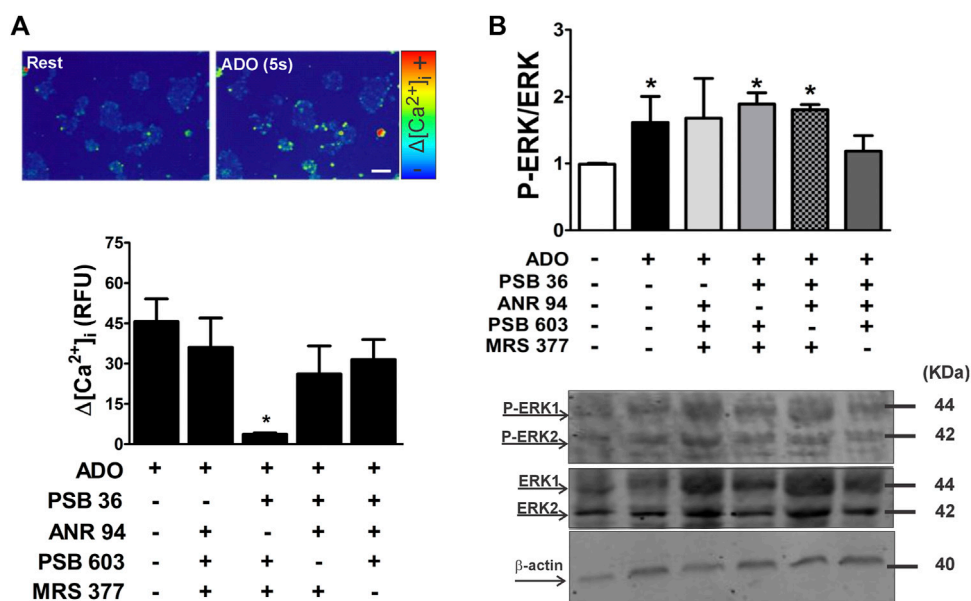 A
Rest
ADO (5s)
- Δ[Ca2+]i +
75
60
45
30
15
0
Δ[Ca2+]i (RFU)
*
ADO + + + + +
PSB 36 - - + + +
ANR 94 - + - + +
PSB 603 - + + - +
MRS 377 - + + + -
B
3
2
1
0
P-ERK/ERK
* * *
ADO - + + + + +
PSB 36 - - - + + +
ANR 94 - - + - + +
PSB 603 - - + + - +
MRS 377 - - + + + -
(KDa)
P-ERK1 44
P-ERK2 42
ERK1 44
ERK2 42
β-actin 40